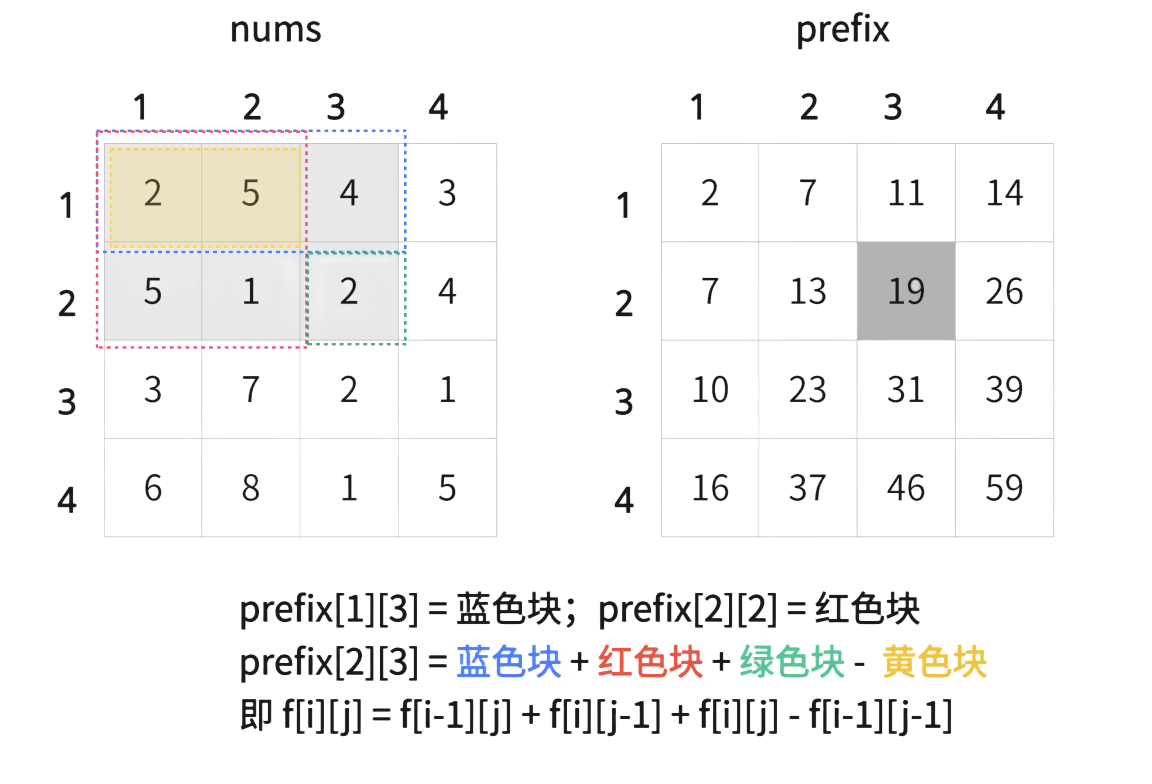 nums prefix
1 2 3 4 1 2 3 4
1 2 5 4 3 1 2 7 11 14
2 5 1 2 4 2 7 13 19 26
3 3 7 2 1 3 10 23 31 39
4 6 8 1 5 4 16 37 46 59
prefix[1][3] = 蓝色块；prefix[2][2] = 红色块
prefix[2][3] = 蓝色块 + 红色块 + 绿色块 - 黄色块
即 f[i][j] = f[i-1][j] + f[i][j-1] + f[i][j] - f[i-1][j-1]